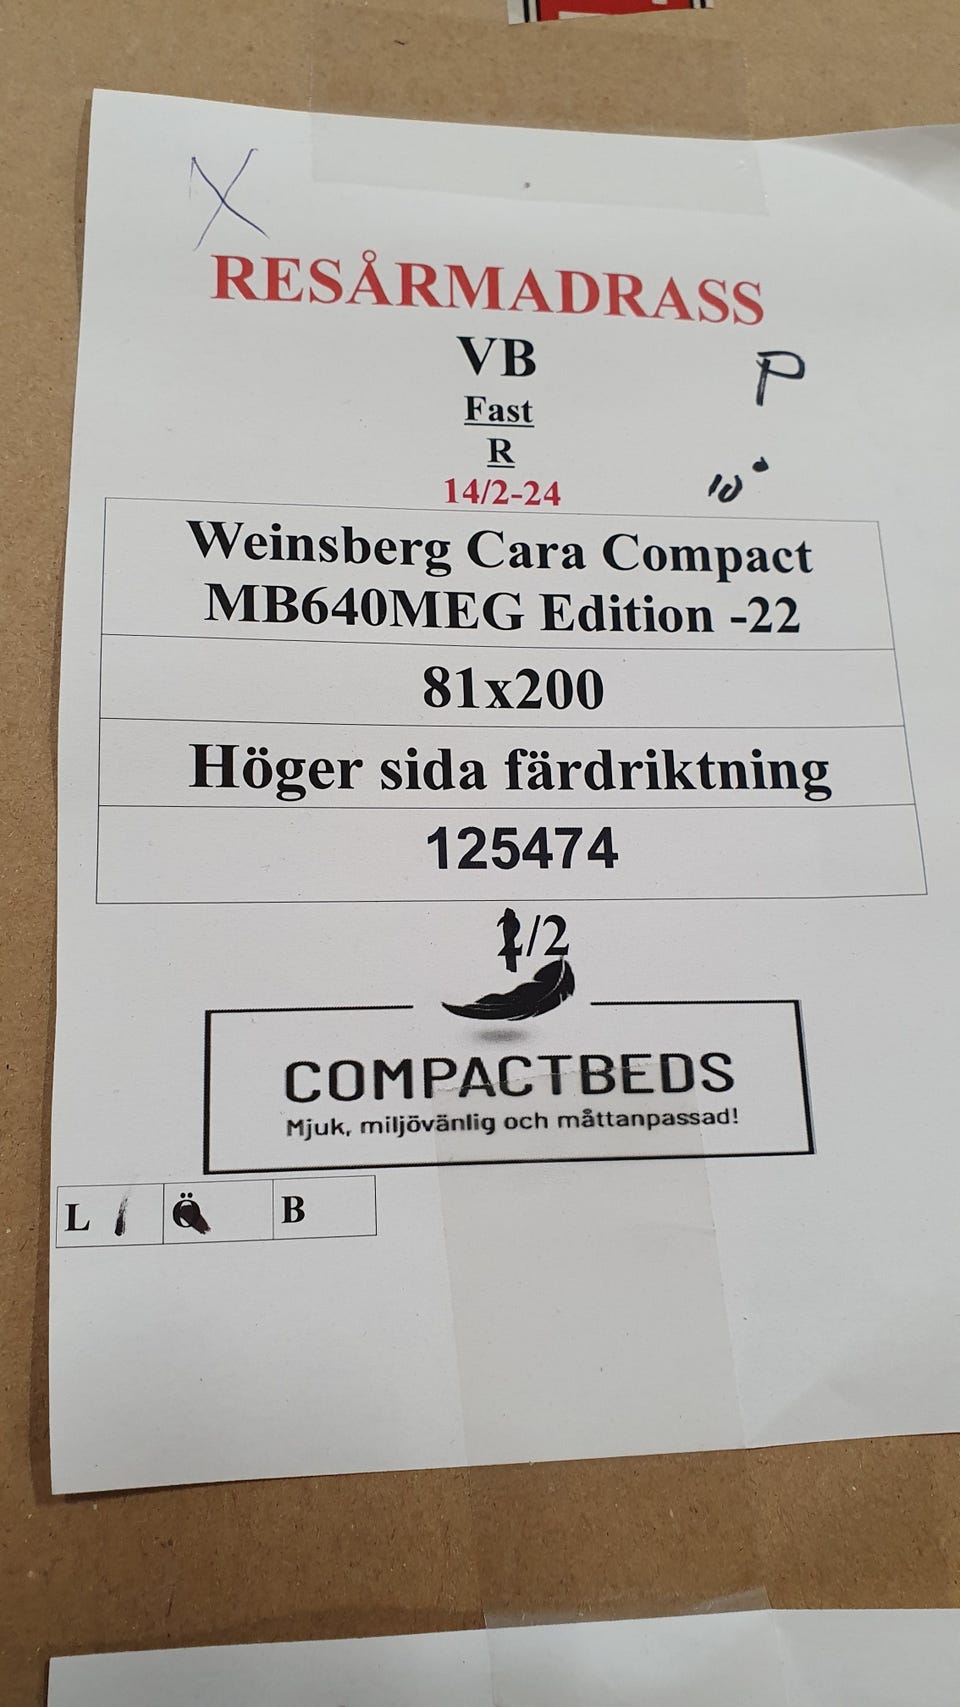 X
RESÅRMADRASS
VB
P
Fast
R
14/2-24
10°
Weinsberg Cara Compact
MB640MEG Edition -22
81x200
Höger sida färdriktning
125474
1/2
COMPACTBEDS
Mjuk, miljövänlig och måttanpassad!
L Ö B